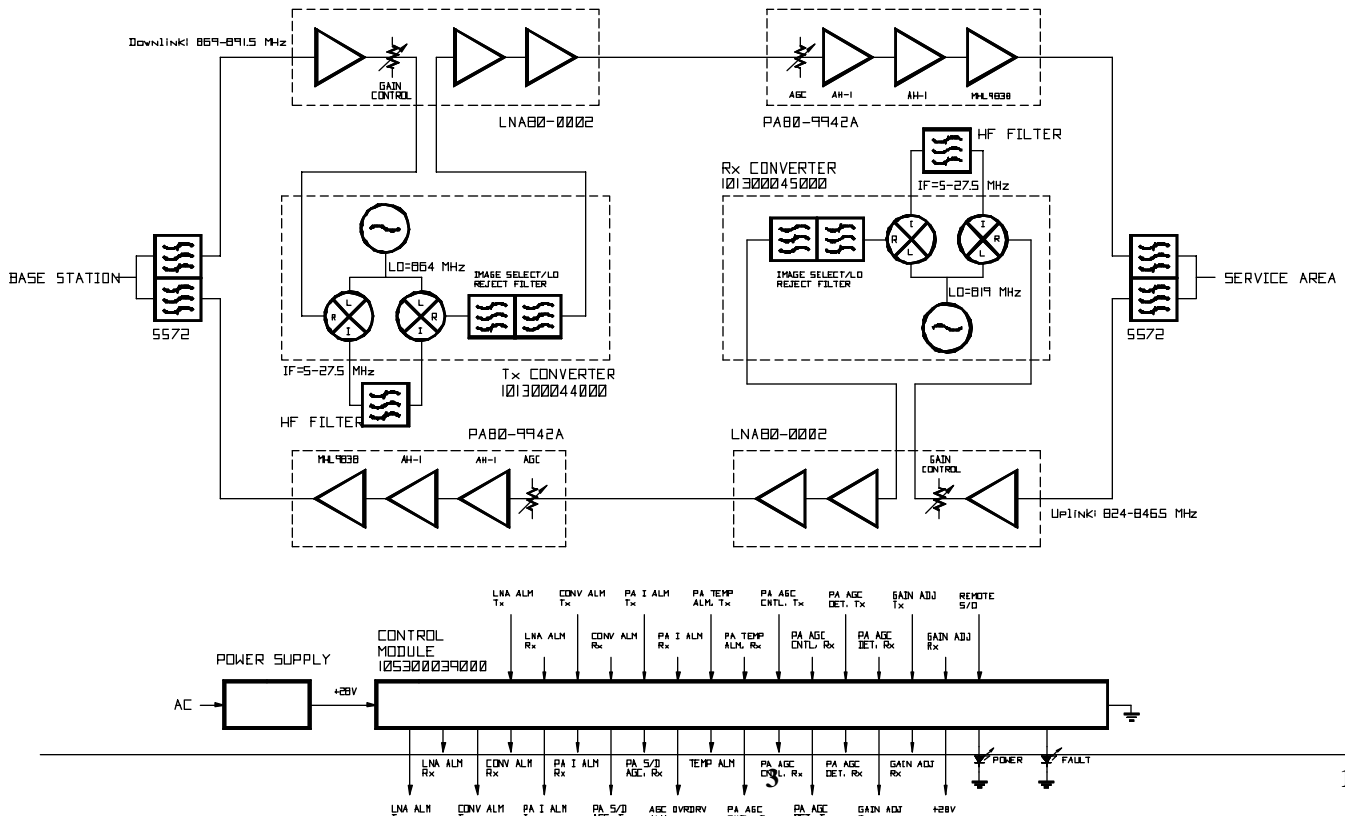 Downlink: 869-891.5 MHz
GAIN
CONTROL
LNA80-0002
AGC
AH-1
AH-1
MHL9838
PA80-9942A
HF FILTER
Rx CONVERTER
101300045000
IF=5-27.5 MHz
I
R
L
I
R
L
IMAGE SELECT/LO
REJECT FILTER
LO=819 MHz
LO=864 MHz
IMAGE SELECT/LO
REJECT FILTER
L
R
I
L
R
I
BASE STATION
5572
SERVICE AREA
5572
IF=5-27.5 MHz
Tx CONVERTER
101300044000
HF FILTER
PA80-9942A
LNA80-0002
MHL9838
AH-1
AH-1
AGC
GAIN
CONTROL
Uplink: 824-846.5 MHz
LNA ALM
Tx
CONV ALM
Tx
PA I ALM
Tx
PA TEMP
ALM, Tx
PA AGC
CNTL, Tx
PA AGC
DET, Tx
GAIN ADJ
Tx
REMOTE
S/D
LNA ALM
Rx
CONV ALM
Rx
PA I ALM
Rx
PA TEMP
ALM, Rx
PA AGC
CNTL, Rx
PA AGC
DET, Rx
GAIN ADJ
Rx
CONTROL
MODULE
105300039000
POWER SUPPLY
AC
+28V
LNA ALM
Rx
CONV ALM
Rx
PA I ALM
Rx
PA S/D
AGC, Rx
TEMP ALM
PA AGC
CNTL, Rx
PA AGC
DET, Rx
GAIN ADJ
Rx
POWER
FAULT
3
1
LNA ALM
CONV ALM
PA I ALM
PA S/D
AGC OVRDRV
PA AGC
PA AGC
GAIN ADJ
+28V